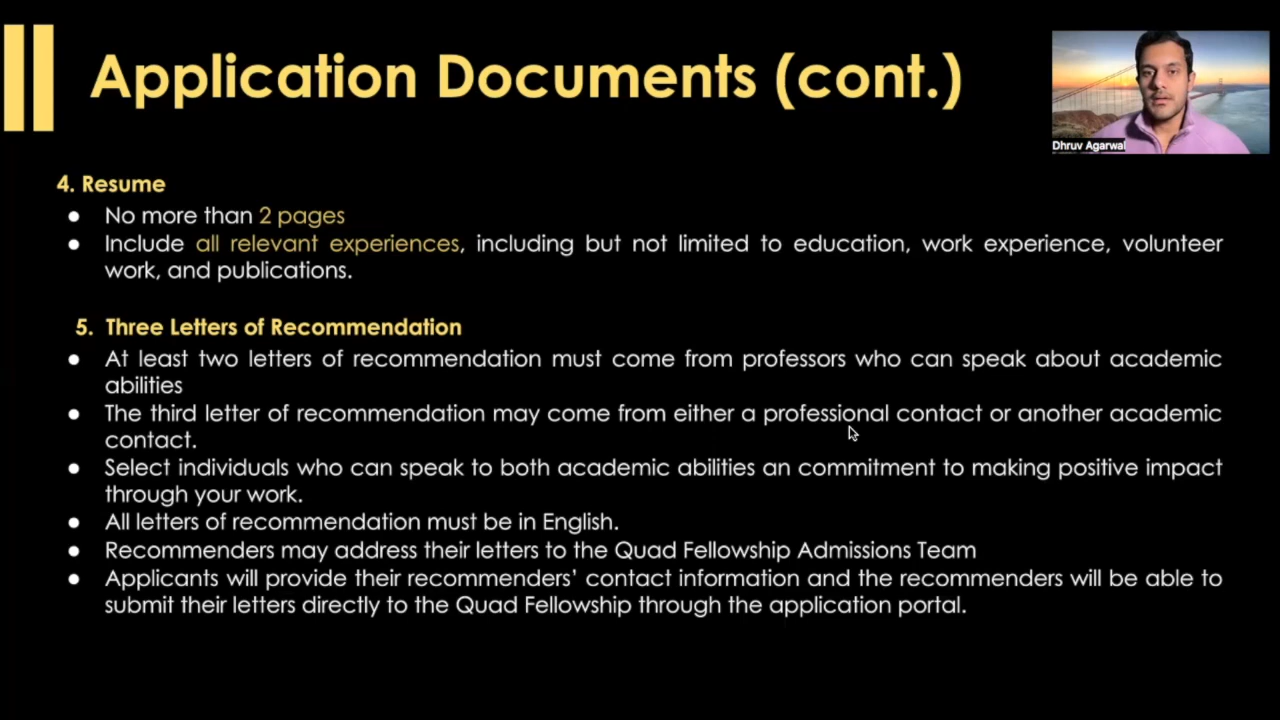 Application Documents (cont.)
Dhruv Agarwal
4. Resume
● No more than 2 pages
● Include all relevant experiences, including but not limited to education, work experience, volunteer
work, and publications.
5. Three Letters of Recommendation
● At least two letters of recommendation must come from professors who can speak about academic
abilities
● The third letter of recommendation may come from either a professional contact or another academic
contact.
● Select individuals who can speak to both academic abilities an commitment to making positive impact
through your work.
● All letters of recommendation must be in English.
● Recommenders may address their letters to the Quad Fellowship Admissions Team
● Applicants will provide their recommenders’ contact information and the recommenders will be able to
submit their letters directly to the Quad Fellowship through the application portal.